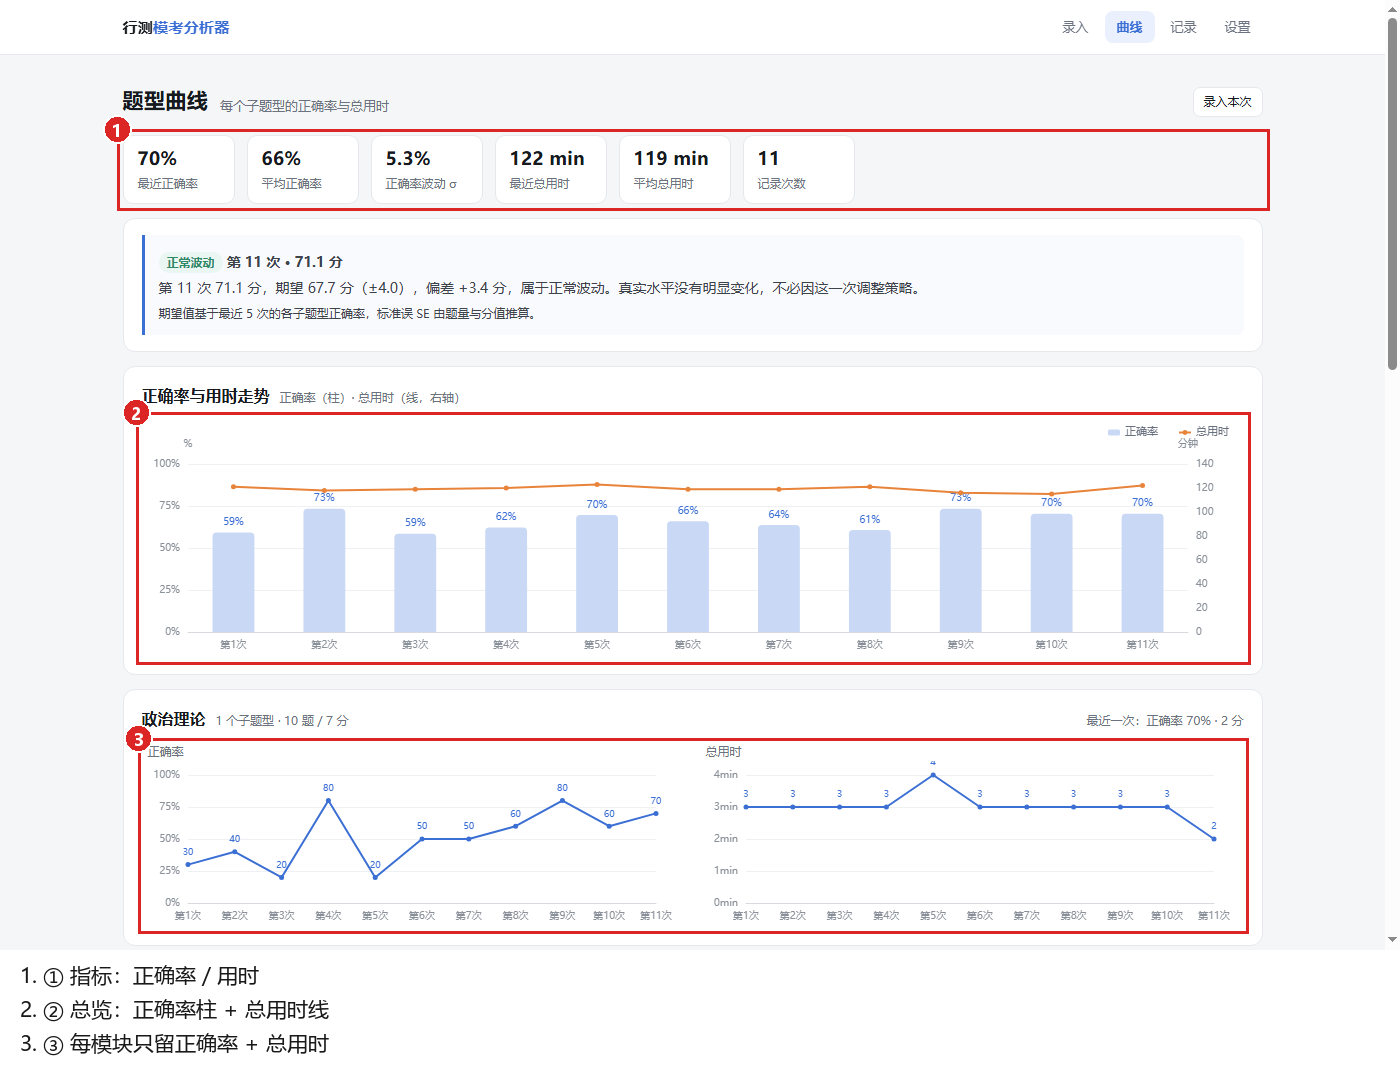 行测模考分析器
录入 曲线 记录 设置
题型曲线 每个子题型的正确率与总用时
录入本次
1
70% 66% 5.3% 122 min 119 min 11
最近正确率 平均正确率 正确率波动 σ 最近总用时 平均总用时 记录次数
正常波动 第 11 次 • 71.1 分
第 11 次 71.1 分，期望 67.7 分（±4.0），偏差 +3.4 分，属于正常波动。真实水平没有明显变化，不必因这一次调整策略。
期望值基于最近 5 次的各子题型正确率，标准误 SE 由题量与分值推算。
正确率与用时走势 正确率（柱）· 总用时（线，右轴）
2
正确率 总用时
% 分钟
100% 140
120
75% 73% 73%
59% 59% 62% 70% 66% 64% 61% 70% 70% 100
50% 80
60
25% 40
20
0% 0
第1次 第2次 第3次 第4次 第5次 第6次 第7次 第8次 第9次 第10次 第11次
政治理论 1 个子题型 · 10 题 / 7 分 最近一次：正确率 70% · 2 分
3
正确率
100%
75%
50%
25%
0%
30 40 20 80 20 50 50 60 80 60 70
第1次 第2次 第3次 第4次 第5次 第6次 第7次 第8次 第9次 第10次 第11次
总用时
4min
3min
2min
1min
0min
3 3 3 3 4 3 3 3 3 3 2
第1次 第2次 第3次 第4次 第5次 第6次 第7次 第8次 第9次 第10次 第11次
1. ① 指标：正确率 / 用时
2. ② 总览：正确率柱 + 总用时线
3. ③ 每模块只留正确率 + 总用时